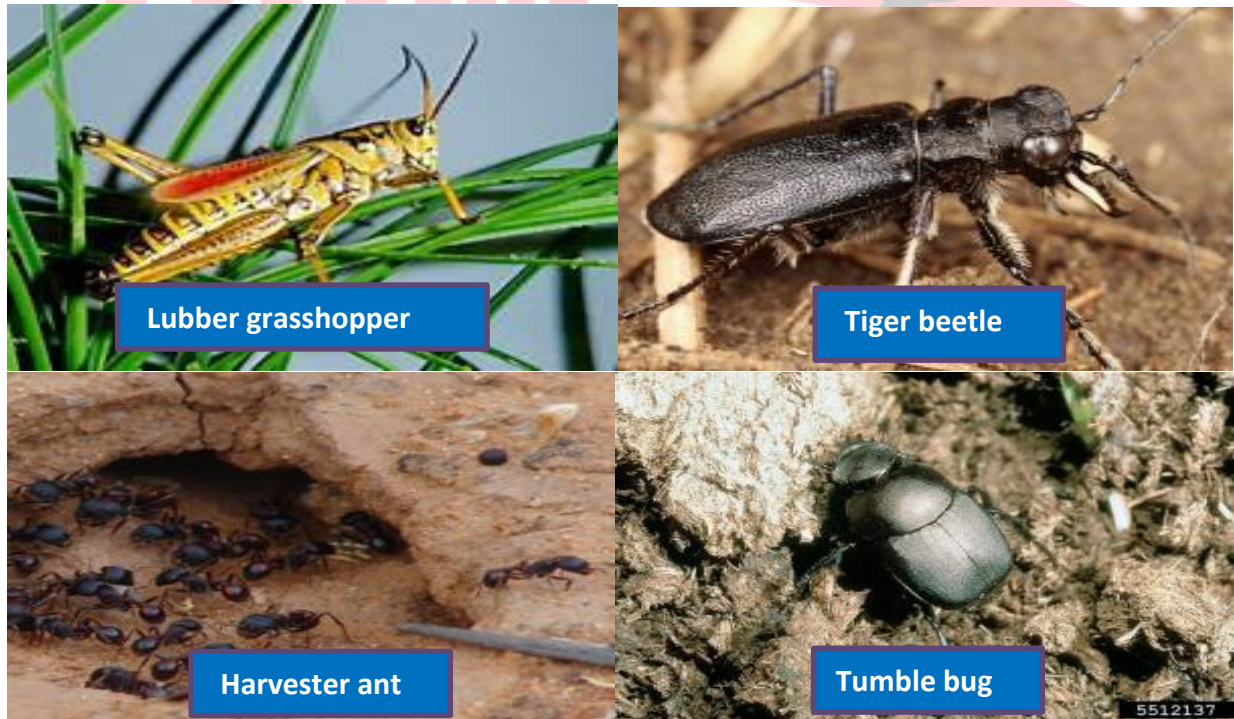 Lubber grasshopper
Tiger beetle
Harvester ant
Tumble bug
5512137